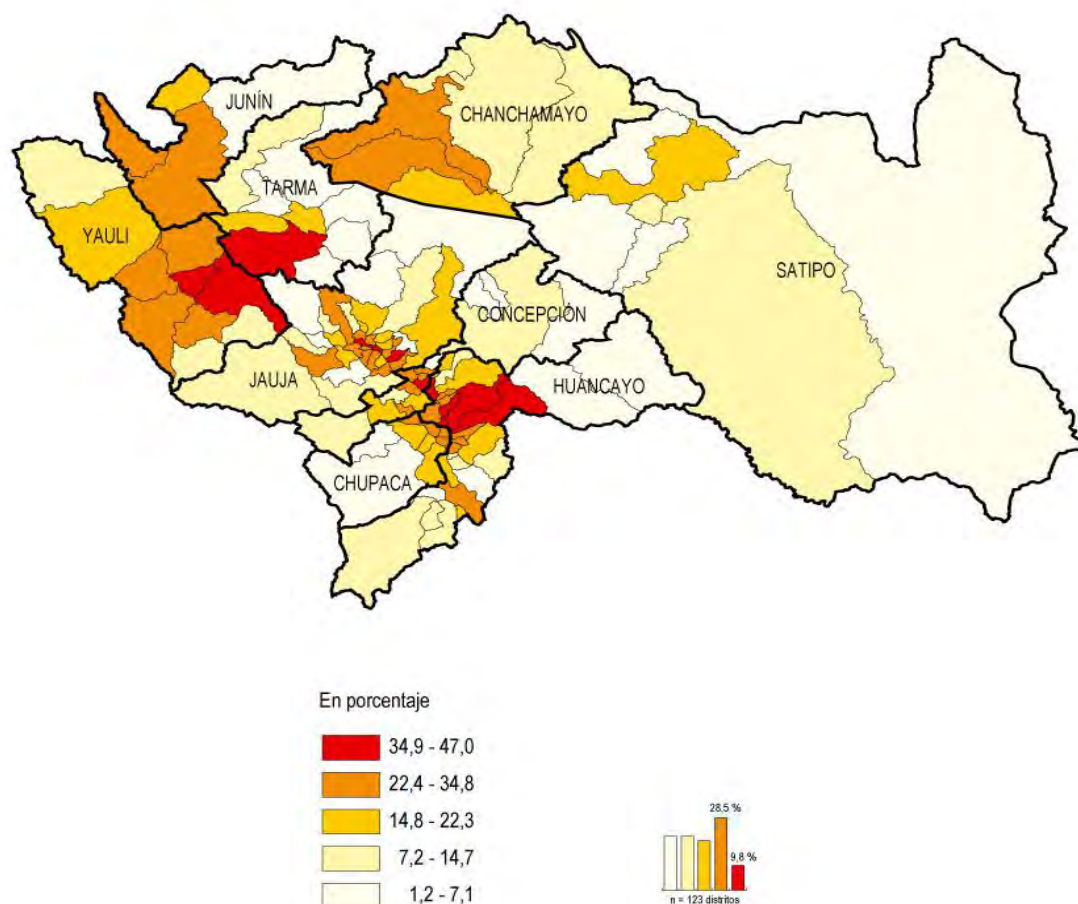 JUNÍN
CHANCHAMAYO
TARMA
YAULI
SATIPO
CONCEPCIÓN
JAUJA
HUANCAYO
CHUPACA
En porcentaje
34,9 - 47,0
22,4 - 34,8
14,8 - 22,3
7,2 - 14,7
1,2 - 7,1
28,5 %
9,8 %
n = 123 distritos